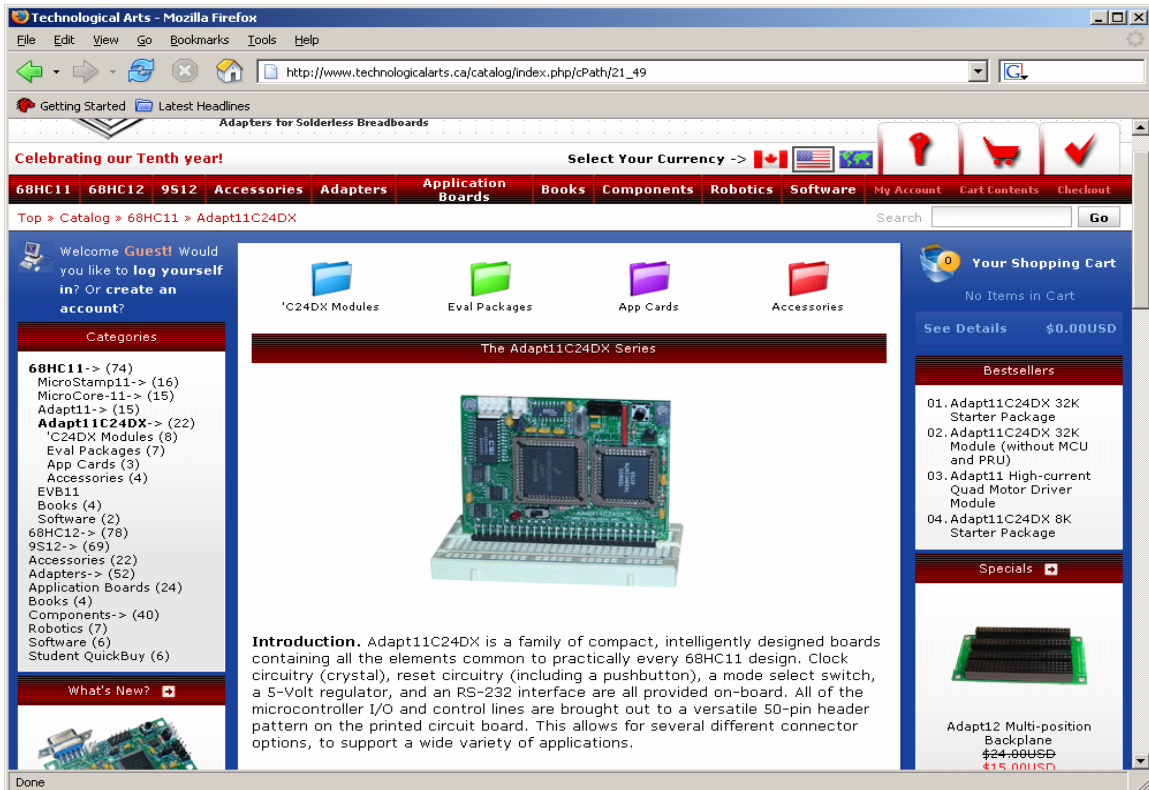 Technological Arts - Mozilla Firefox
File Edit View Go Bookmarks Tools Help
http://www.technologicalarts.ca/catalog/index.php/cPath/21_49
G
Getting Started Latest Headlines
Adapters for Solderless Breadboards
Celebrating our Tenth year!
Select Your Currency ->
68HC11 68HC12 9S12 Accessories Adapters Application Boards Books Components Robotics Software My Account Cart Contents Checkout
Top » Catalog » 68HC11 » Adapt11C24DX
Search Go
Welcome Guest! Would
you like to log yourself
in? Or create an
account?
Categories
68HC11-> (74)
MicroStamp11-> (16)
MicroCore-11-> (15)
Adapt11-> (15)
Adapt11C24DX-> (22)
'C24DX Modules (8)
Eval Packages (7)
App Cards (3)
Accessories (4)
EVB11
Books (4)
Software (2)
68HC12-> (78)
9S12-> (69)
Accessories (22)
Adapters-> (52)
Application Boards (24)
Books (4)
Components-> (40)
Robotics (7)
Software (6)
Student QuickBuy (6)
What's New?
'C24DX Modules Eval Packages App Cards Accessories
The Adapt11C24DX Series
Introduction. Adapt11C24DX is a family of compact, intelligently designed boards
containing all the elements common to practically every 68HC11 design. Clock
circuitry (crystal), reset circuitry (including a pushbutton), a mode select switch,
a 5-Volt regulator, and an RS-232 interface are all provided on-board. All of the
microcontroller I/O and control lines are brought out to a versatile 50-pin header
pattern on the printed circuit board. This allows for several different connector
options, to support a wide variety of applications.
0
Your Shopping Cart
No Items in Cart
See Details $0.00USD
Bestsellers
01. Adapt11C24DX 32K
Starter Package
02. Adapt11C24DX 32K
Module (without MCU
and PRU)
03. Adapt11 High-current
Quad Motor Driver
Module
04. Adapt11C24DX 8K
Starter Package
Specials
Adapt12 Multi-position
Backplane
$24.00USD
$15.00USD
Done